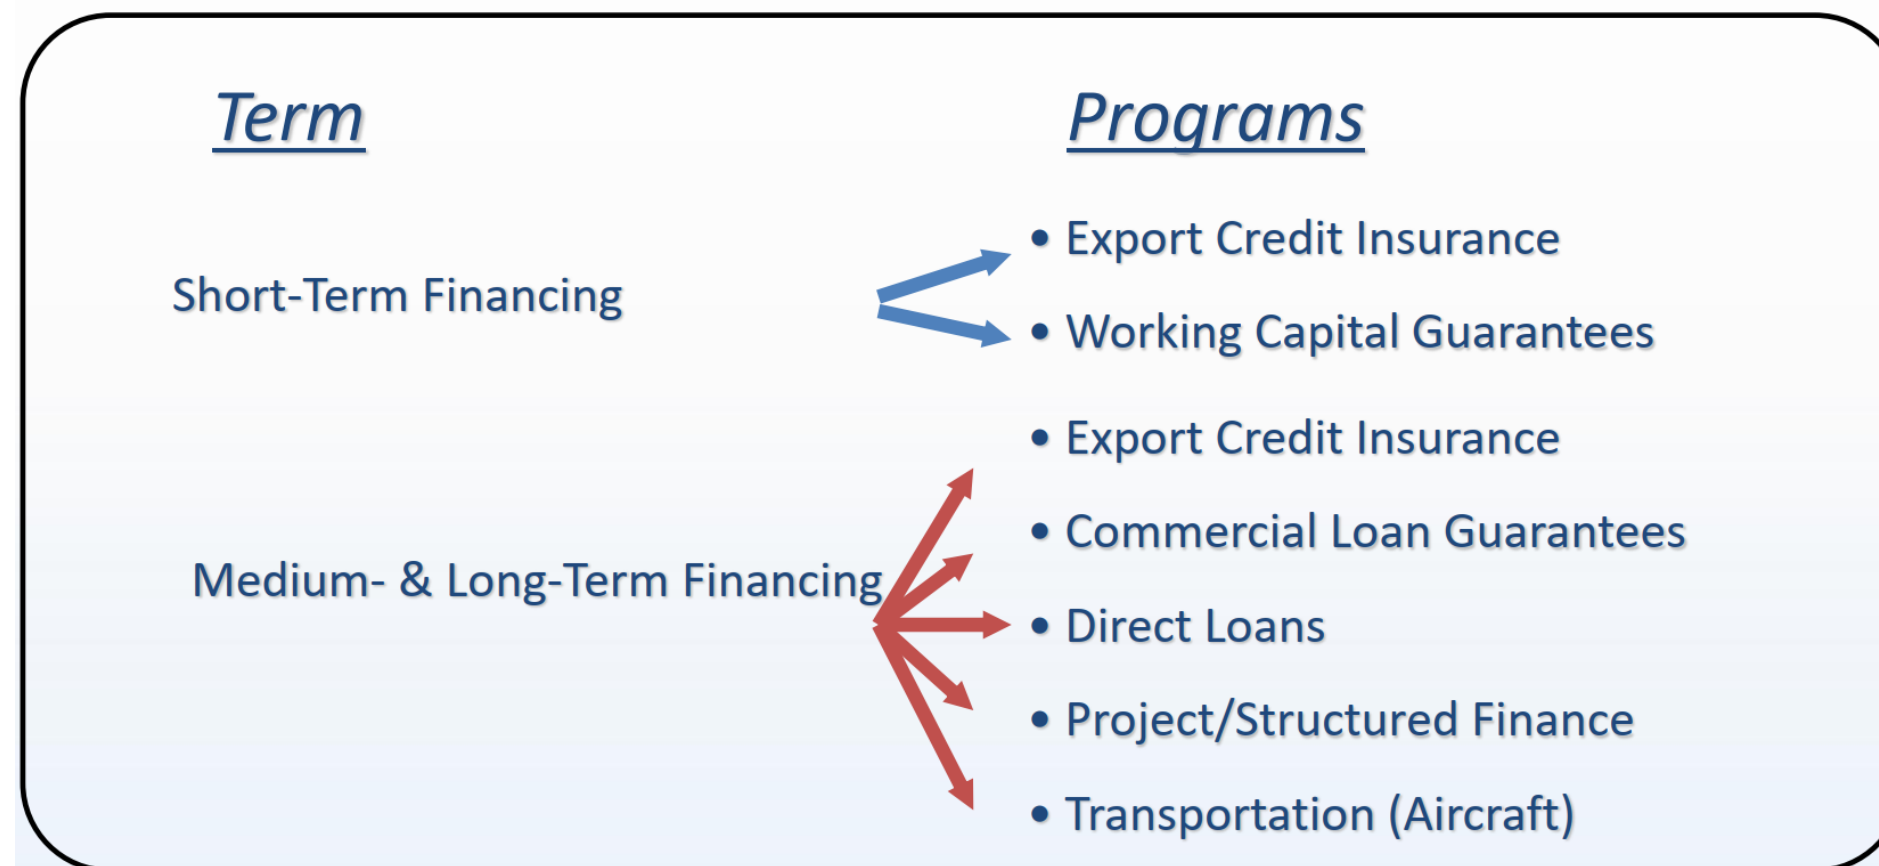 Term
Programs
Short-Term Financing
• Export Credit Insurance
• Working Capital Guarantees
Medium- & Long-Term Financing
• Export Credit Insurance
• Commercial Loan Guarantees
• Direct Loans
• Project/Structured Finance
• Transportation (Aircraft)